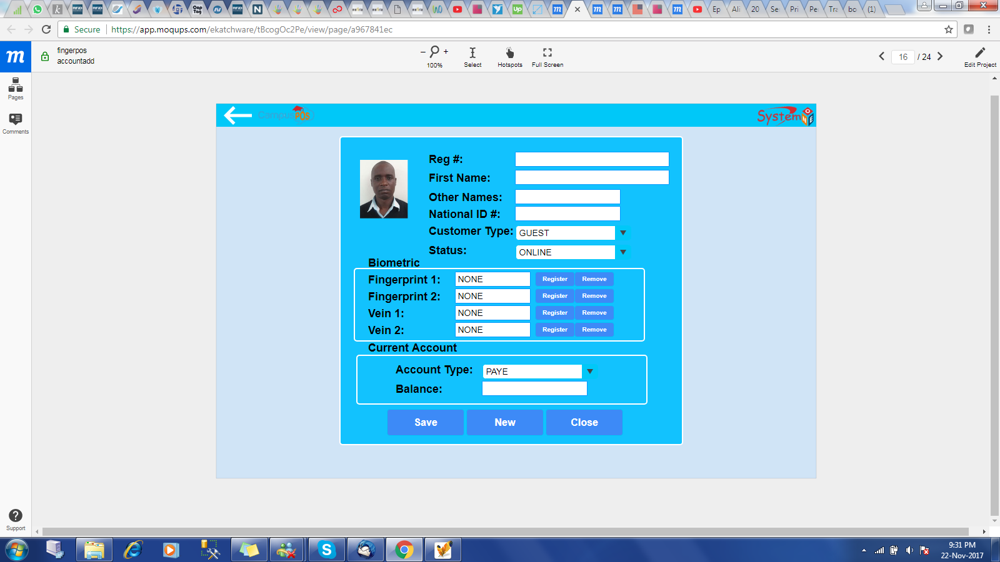 Cap
Tag
N
Up
m
Ep
Ali
20
Se
Pri
Pe
Tra
bo
(1)
Secure
https://app.moqups.com/ekatchware/tBcogOc2Pe/view/page/a967841ec
m
fingerpos
accountadd
100%
Select
Hotspots
Full Screen
16 / 24
Edit Project
Pages
Comments
CampusPOS
SystemONE
Reg #:
First Name:
Other Names:
National ID #:
Customer Type: GUEST
Status: ONLINE
Biometric
Fingerprint 1: NONE Register Remove
Fingerprint 2: NONE Register Remove
Vein 1: NONE Register Remove
Vein 2: NONE Register Remove
Current Account
Account Type: PAYE
Balance:
Save New Close
Support
9:31 PM
22-Nov-2017